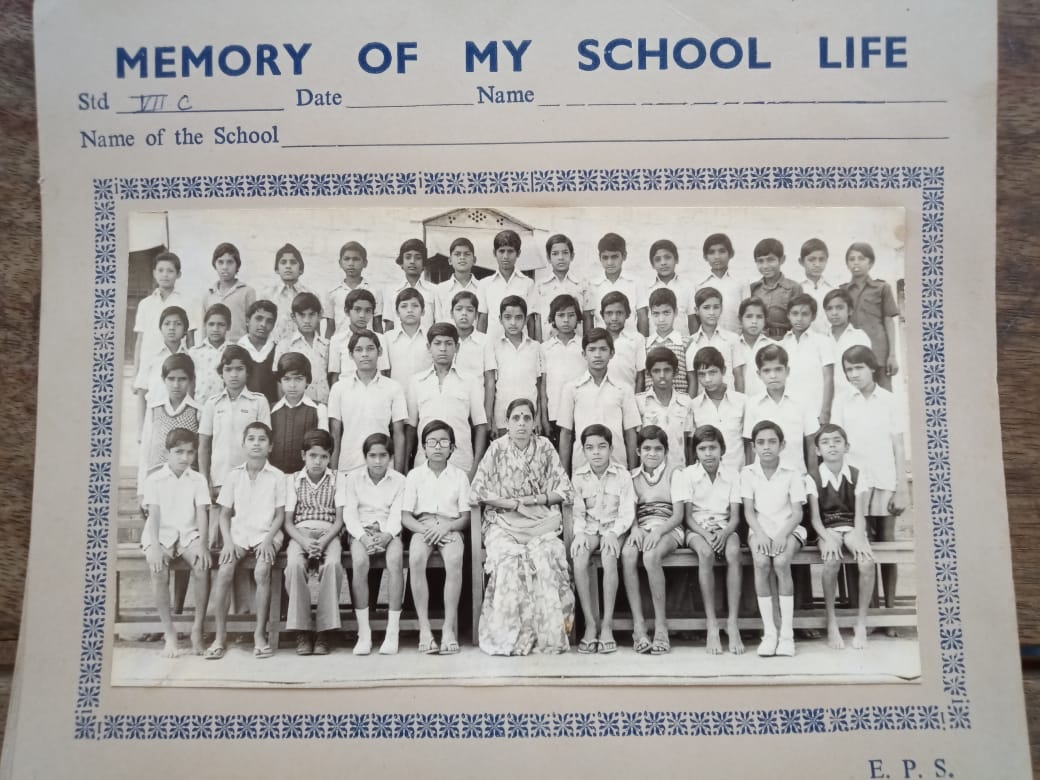 MEMORY OF MY SCHOOL LIFE
Std VII C Date Name
Name of the School
E. P. S.